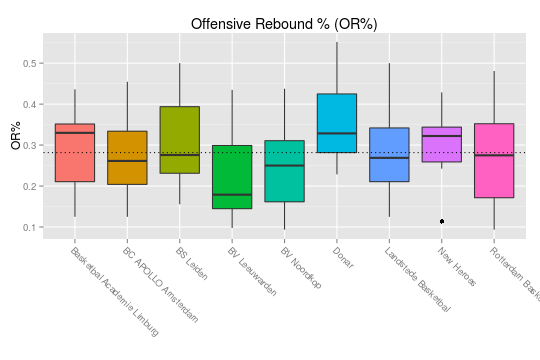 Offensive Rebound % (OR%)
OR%
0.5
0.4
0.3
0.2
0.1
Basketbal Academie Limburg
BC APOLLO Amsterdam
BS Leiden
BV Leeuwarden
BV Noordkop
Donar
Landstede Basketbal
New Heroes
Rotterdam Bask